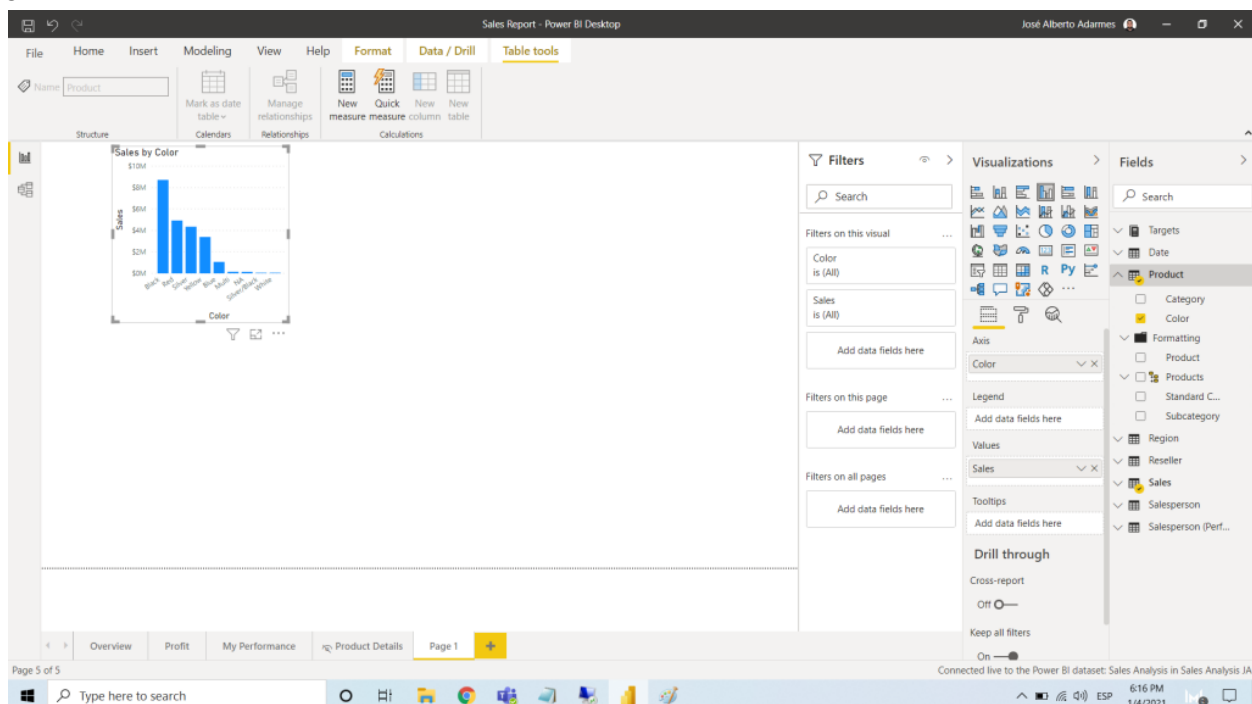 Sales Report - Power BI Desktop
José Alberto Adarmes
File Home Insert Modeling View Help Format Data / Drill Table tools
Name Product
Mark as date table
Manage relationships
New measure
Quick measure
New column
New table
Structure
Calendars
Relationships
Calculations
Sales by Color
$10M
$8M
$6M
$4M
$2M
$0M
Sales
Black
Red
Silver
Yellow
Blue
Multi
NA
Silver/Black
White
Color
Filters
Search
Filters on this visual
Color
is (All)
Sales
is (All)
Add data fields here
Filters on this page
Add data fields here
Filters on all pages
Add data fields here
Visualizations
R Py
Axis
Color
Legend
Add data fields here
Values
Sales
Tooltips
Add data fields here
Drill through
Cross-report
Off
Keep all filters
On
Fields
Search
Targets
Date
Product
Category
Color
Formatting
Product
Products
Standard C...
Subcategory
Region
Reseller
Sales
Salesperson
Salesperson (Perf...
Overview Profit My Performance Product Details Page 1 +
Page 5 of 5
Connected live to the Power BI dataset: Sales Analysis in Sales Analysis JA
Type here to search
ESP
6:16 PM
1/4/2021